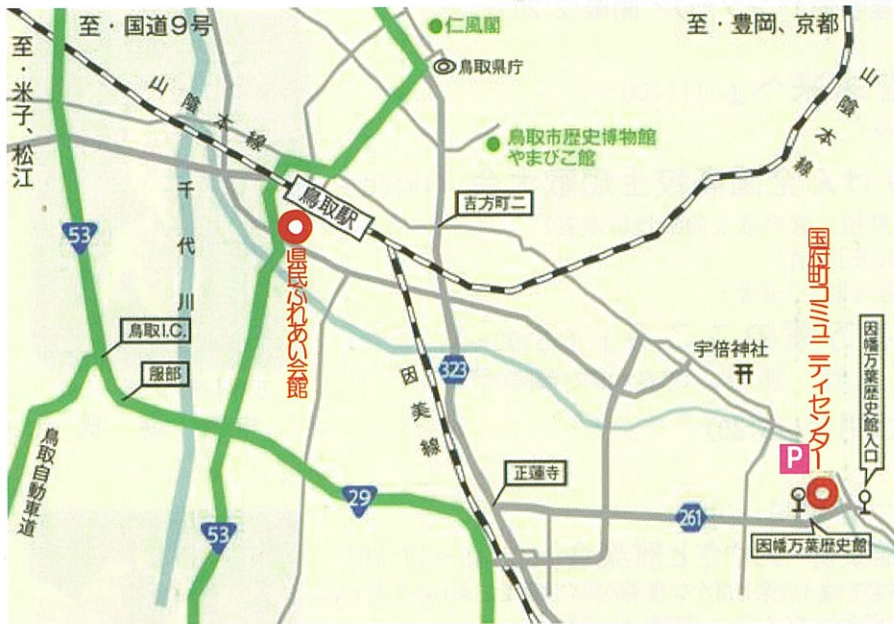 至・国道9号
至・米子、松江
山陰本線
仁風閣
鳥取県庁
至・豊岡、京都
山陰本線
鳥取市歴史博物館
やまびこ館
千代川
鳥取駅
吉方町二
53
県民ふれあい会館
鳥取I.C.
服部
323
因美線
宇倍神社
国府町コミュニティセンター
因幡万葉歴史館入口
P
鳥取自動車道
正蓮寺
29
261
53
因幡万葉歴史館